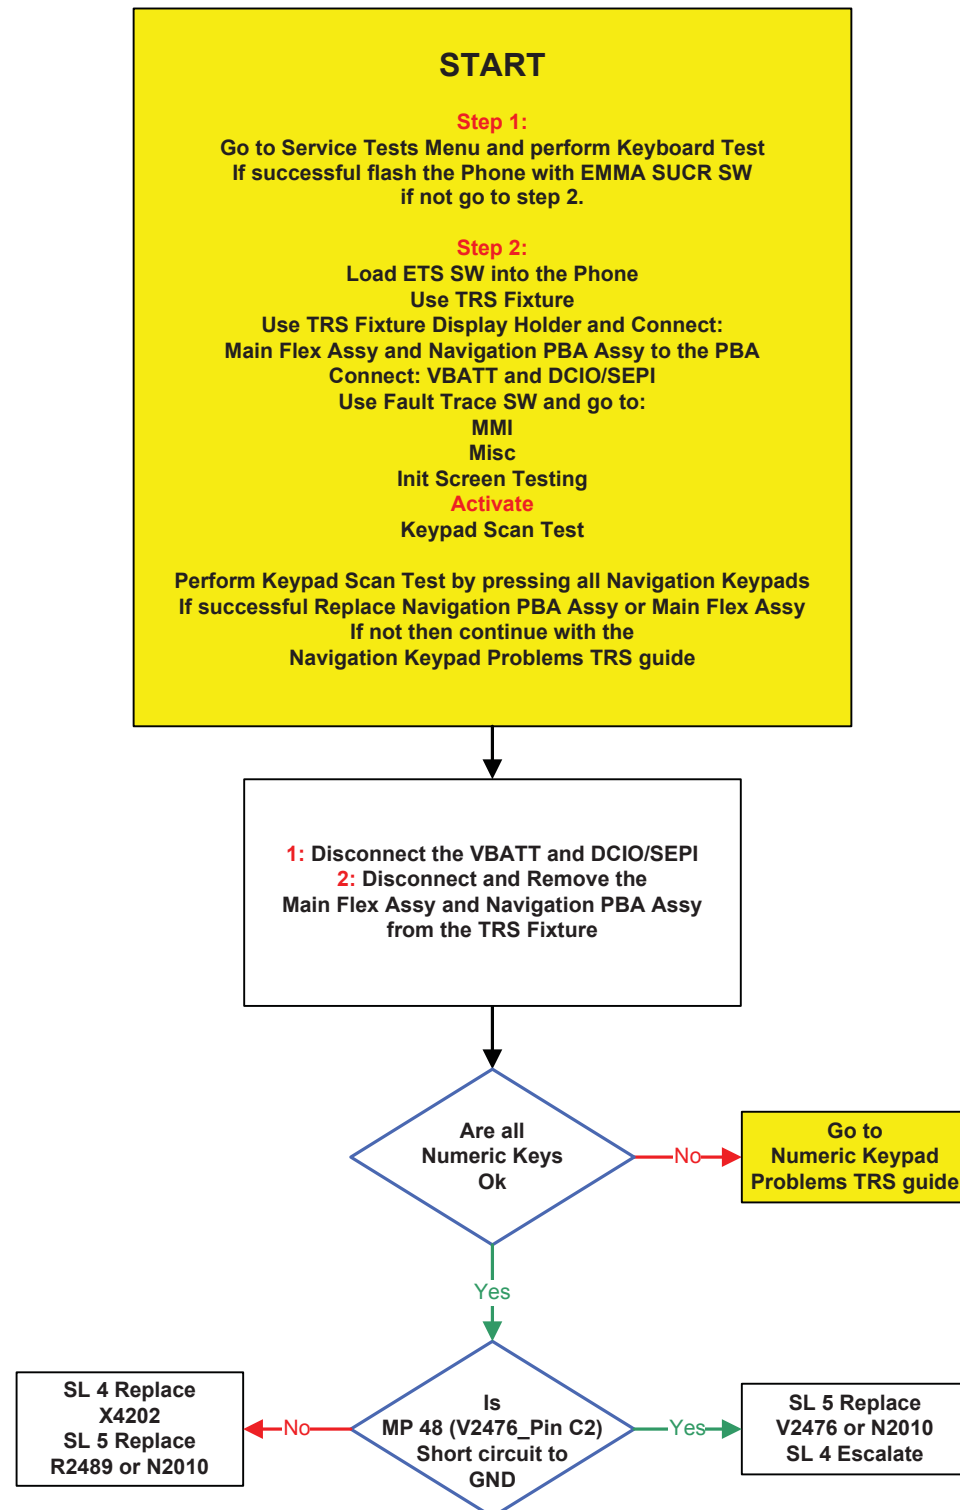 START
Step 1:
Go to Service Tests Menu and perform Keyboard Test
If successful flash the Phone with EMMA SUCR SW
if not go to step 2.
Step 2:
Load ETS SW into the Phone
Use TRS Fixture
Use TRS Fixture Display Holder and Connect:
Main Flex Assy and Navigation PBA Assy to the PBA
Connect: VBATT and DCIO/SEPI
Use Fault Trace SW and go to:
MMI
Misc
Init Screen Testing
Activate
Keypad Scan Test
Perform Keypad Scan Test by pressing all Navigation Keypads
If successful Replace Navigation PBA Assy or Main Flex Assy
If not then continue with the
Navigation Keypad Problems TRS guide
1: Disconnect the VBATT and DCIO/SEPI
2: Disconnect and Remove the
Main Flex Assy and Navigation PBA Assy
from the TRS Fixture
Are all
Numeric Keys
Ok
No
Go to
Numeric Keypad
Problems TRS guide
Yes
SL 4 Replace
X4202
SL 5 Replace
R2489 or N2010
No
Is
MP 48 (V2476_Pin C2)
Short circuit to
GND
Yes
SL 5 Replace
V2476 or N2010
SL 4 Escalate